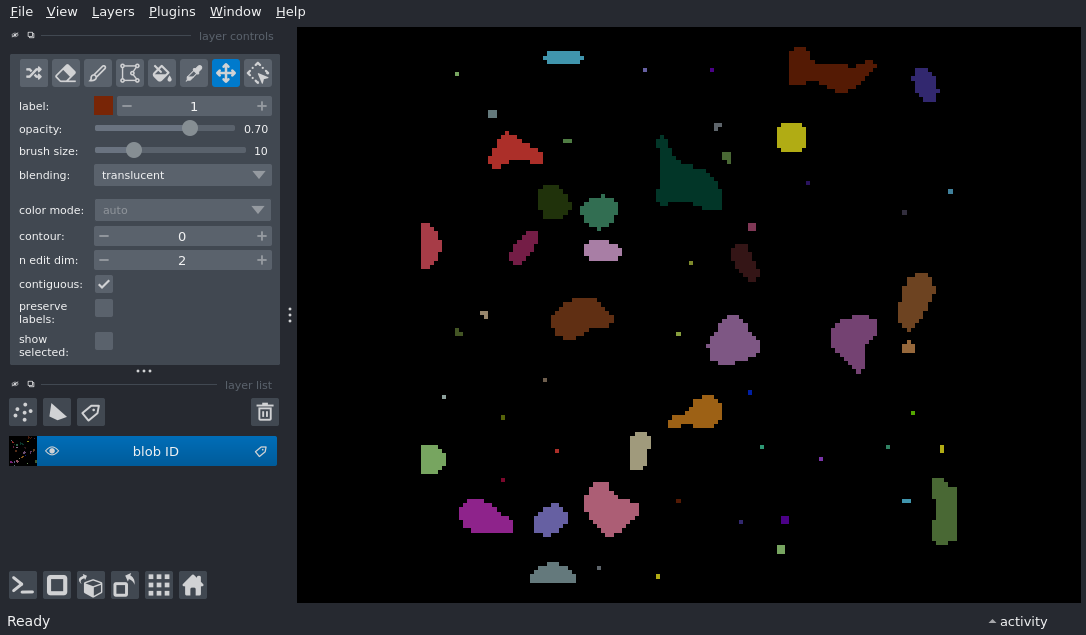 File View Layers Plugins Window Help
layer controls
label: 1
opacity: 0.70
brush size: 10
blending: translucent
color mode: auto
contour: 0
n edit dim: 2
contiguous:
preserve
labels:
show
selected:
layer list
blob ID
Ready
activity